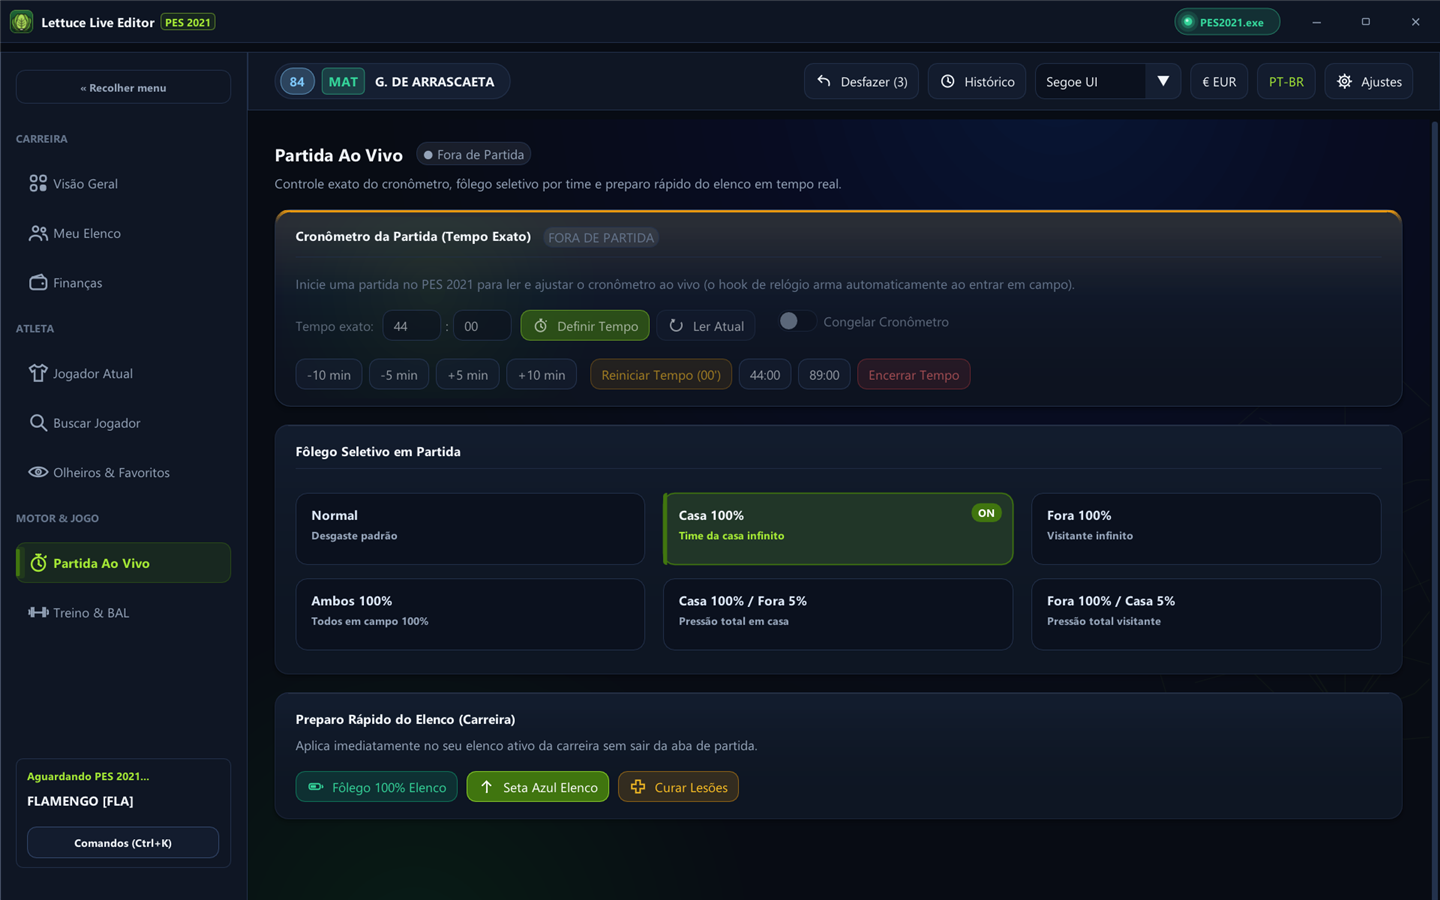 Lettuce Live Editor PES 2021
PES2021.exe
« Recolher menu
84 MAT G. DE ARRASCAETA
Desfazer (3)
Histórico
Segoe UI
€ EUR
PT-BR
Ajustes
CARREIRA
Visão Geral
Meu Elenco
Finanças
ATLETA
Jogador Atual
Buscar Jogador
Olheiros & Favoritos
MOTOR & JOGO
Partida Ao Vivo
Treino & BAL
Aguardando PES 2021...
FLAMENGO [FLA]
Comandos (Ctrl+K)
Partida Ao Vivo
Fora de Partida
Controle exato do cronômetro, fôlego seletivo por time e preparo rápido do elenco em tempo real.
Cronômetro da Partida (Tempo Exato) FORA DE PARTIDA
Inicie uma partida no PES 2021 para ler e ajustar o cronômetro ao vivo (o hook de relógio arma automaticamente ao entrar em campo).
Tempo exato: 44 : 00 Definir Tempo Ler Atual Congelar Cronômetro
-10 min -5 min +5 min +10 min Reiniciar Tempo (00') 44:00 89:00 Encerrar Tempo
Fôlego Seletivo em Partida
Normal
Desgaste padrão
Casa 100% ON
Time da casa infinito
Fora 100%
Visitante infinito
Ambos 100%
Todos em campo 100%
Casa 100% / Fora 5%
Pressão total em casa
Fora 100% / Casa 5%
Pressão total visitante
Preparo Rápido do Elenco (Carreira)
Aplica imediatamente no seu elenco ativo da carreira sem sair da aba de partida.
Fôlego 100% Elenco Seta Azul Elenco Curar Lesões